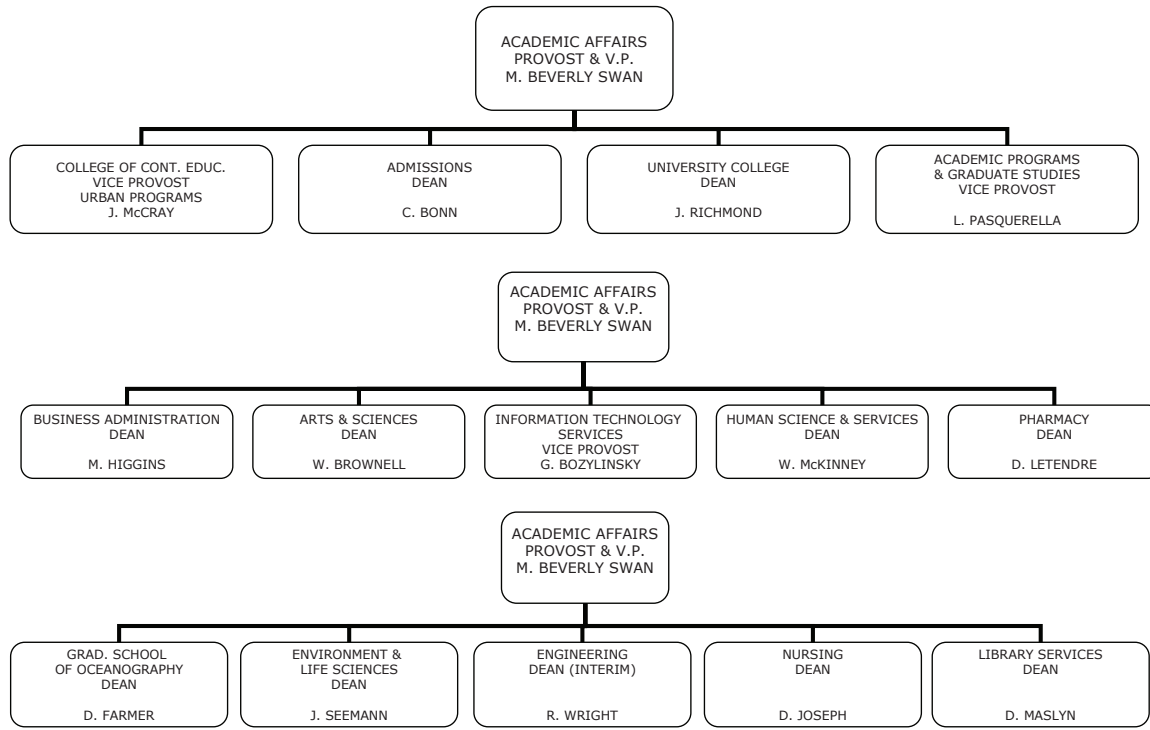 ACADEMIC AFFAIRS
PROVOST & V.P.
M. BEVERLY SWAN
COLLEGE OF CONT. EDUC.
VICE PROVOST
URBAN PROGRAMS
J. McCRAY
ADMISSIONS
DEAN
C. BONN
UNIVERSITY COLLEGE
DEAN
J. RICHMOND
ACADEMIC PROGRAMS
& GRADUATE STUDIES
VICE PROVOST
L. PASQUERELLA
ACADEMIC AFFAIRS
PROVOST & V.P.
M. BEVERLY SWAN
BUSINESS ADMINISTRATION
DEAN
M. HIGGINS
ARTS & SCIENCES
DEAN
W. BROWNELL
INFORMATION TECHNOLOGY
SERVICES
VICE PROVOST
G. BOZYLINSKY
HUMAN SCIENCE & SERVICES
DEAN
W. McKINNEY
PHARMACY
DEAN
D. LETENDRE
ACADEMIC AFFAIRS
PROVOST & V.P.
M. BEVERLY SWAN
GRAD. SCHOOL
OF OCEANOGRAPHY
DEAN
D. FARMER
ENVIRONMENT &
LIFE SCIENCES
DEAN
J. SEEMANN
ENGINEERING
DEAN (INTERIM)
R. WRIGHT
NURSING
DEAN
D. JOSEPH
LIBRARY SERVICES
DEAN
D. MASLYN